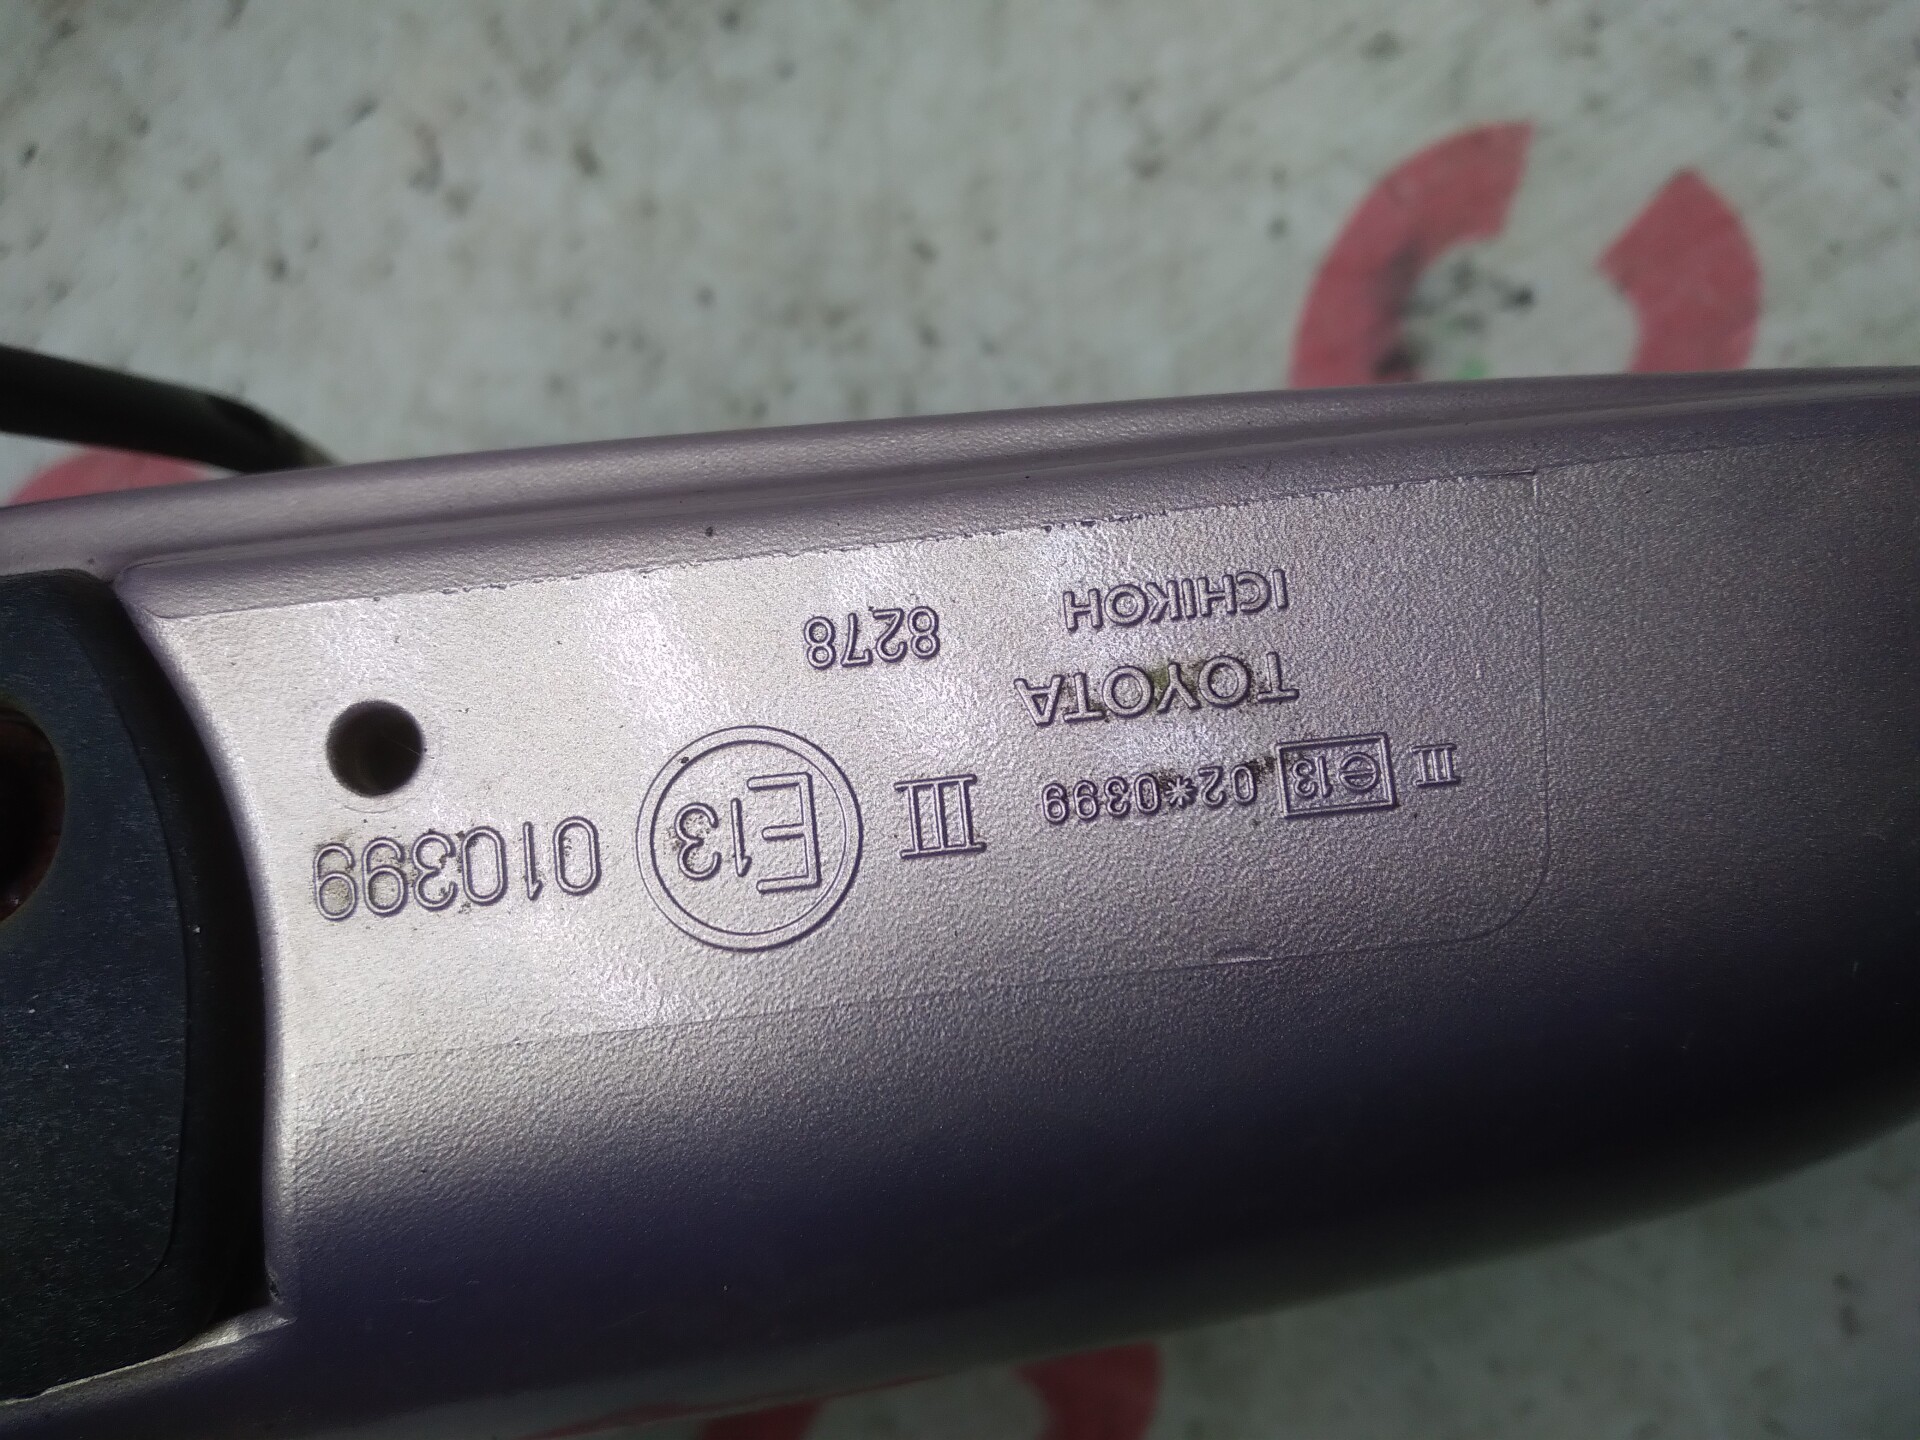 III e13 02*0399 III E13 010399
TOYOTA
ICHIKOH 8278